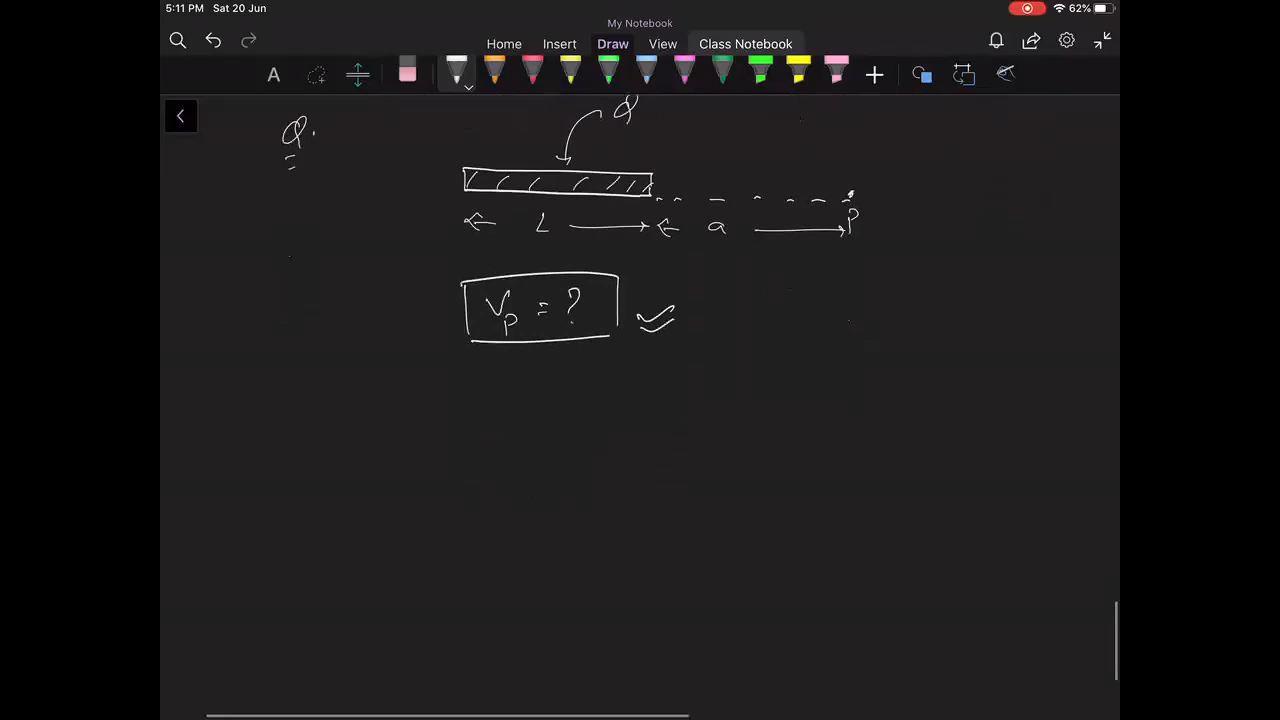 5:11 PM Sat 20 Jun
62%
My Notebook
Home Insert Draw View Class Notebook
A
Q.
Q
L a P
Vp = ?